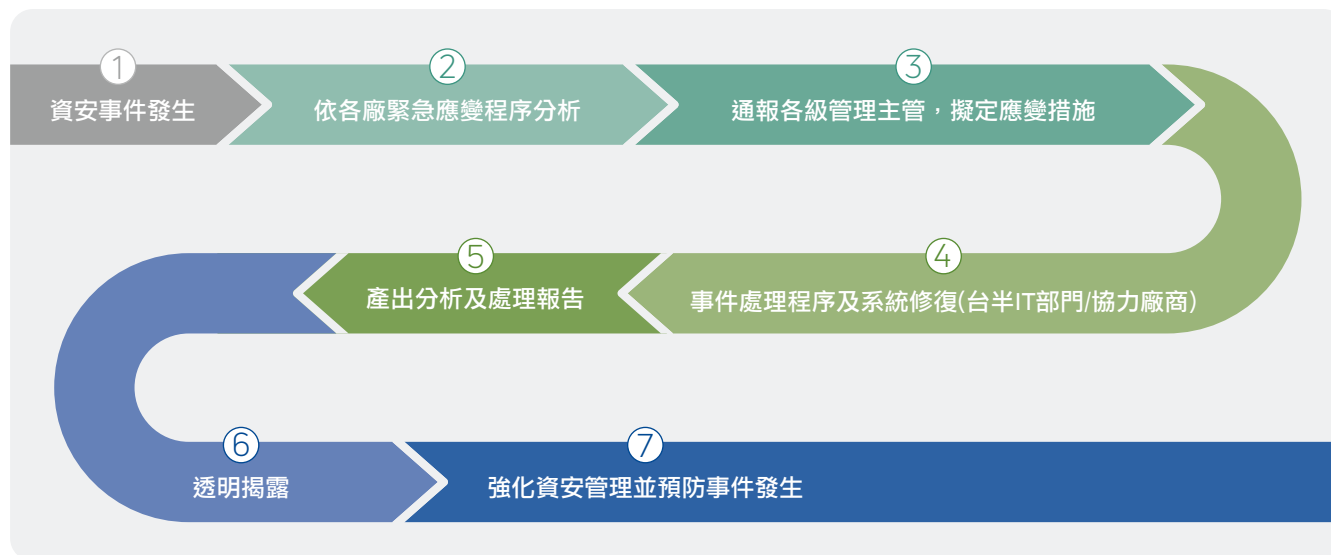 1
資安事件發生
2
依各廠緊急應變程序分析
3
通報各級管理主管，擬定應變措施
4
事件處理程序及系統修復(台半IT部門/協力廠商)
5
產出分析及處理報告
6
透明揭露
7
強化資安管理並預防事件發生